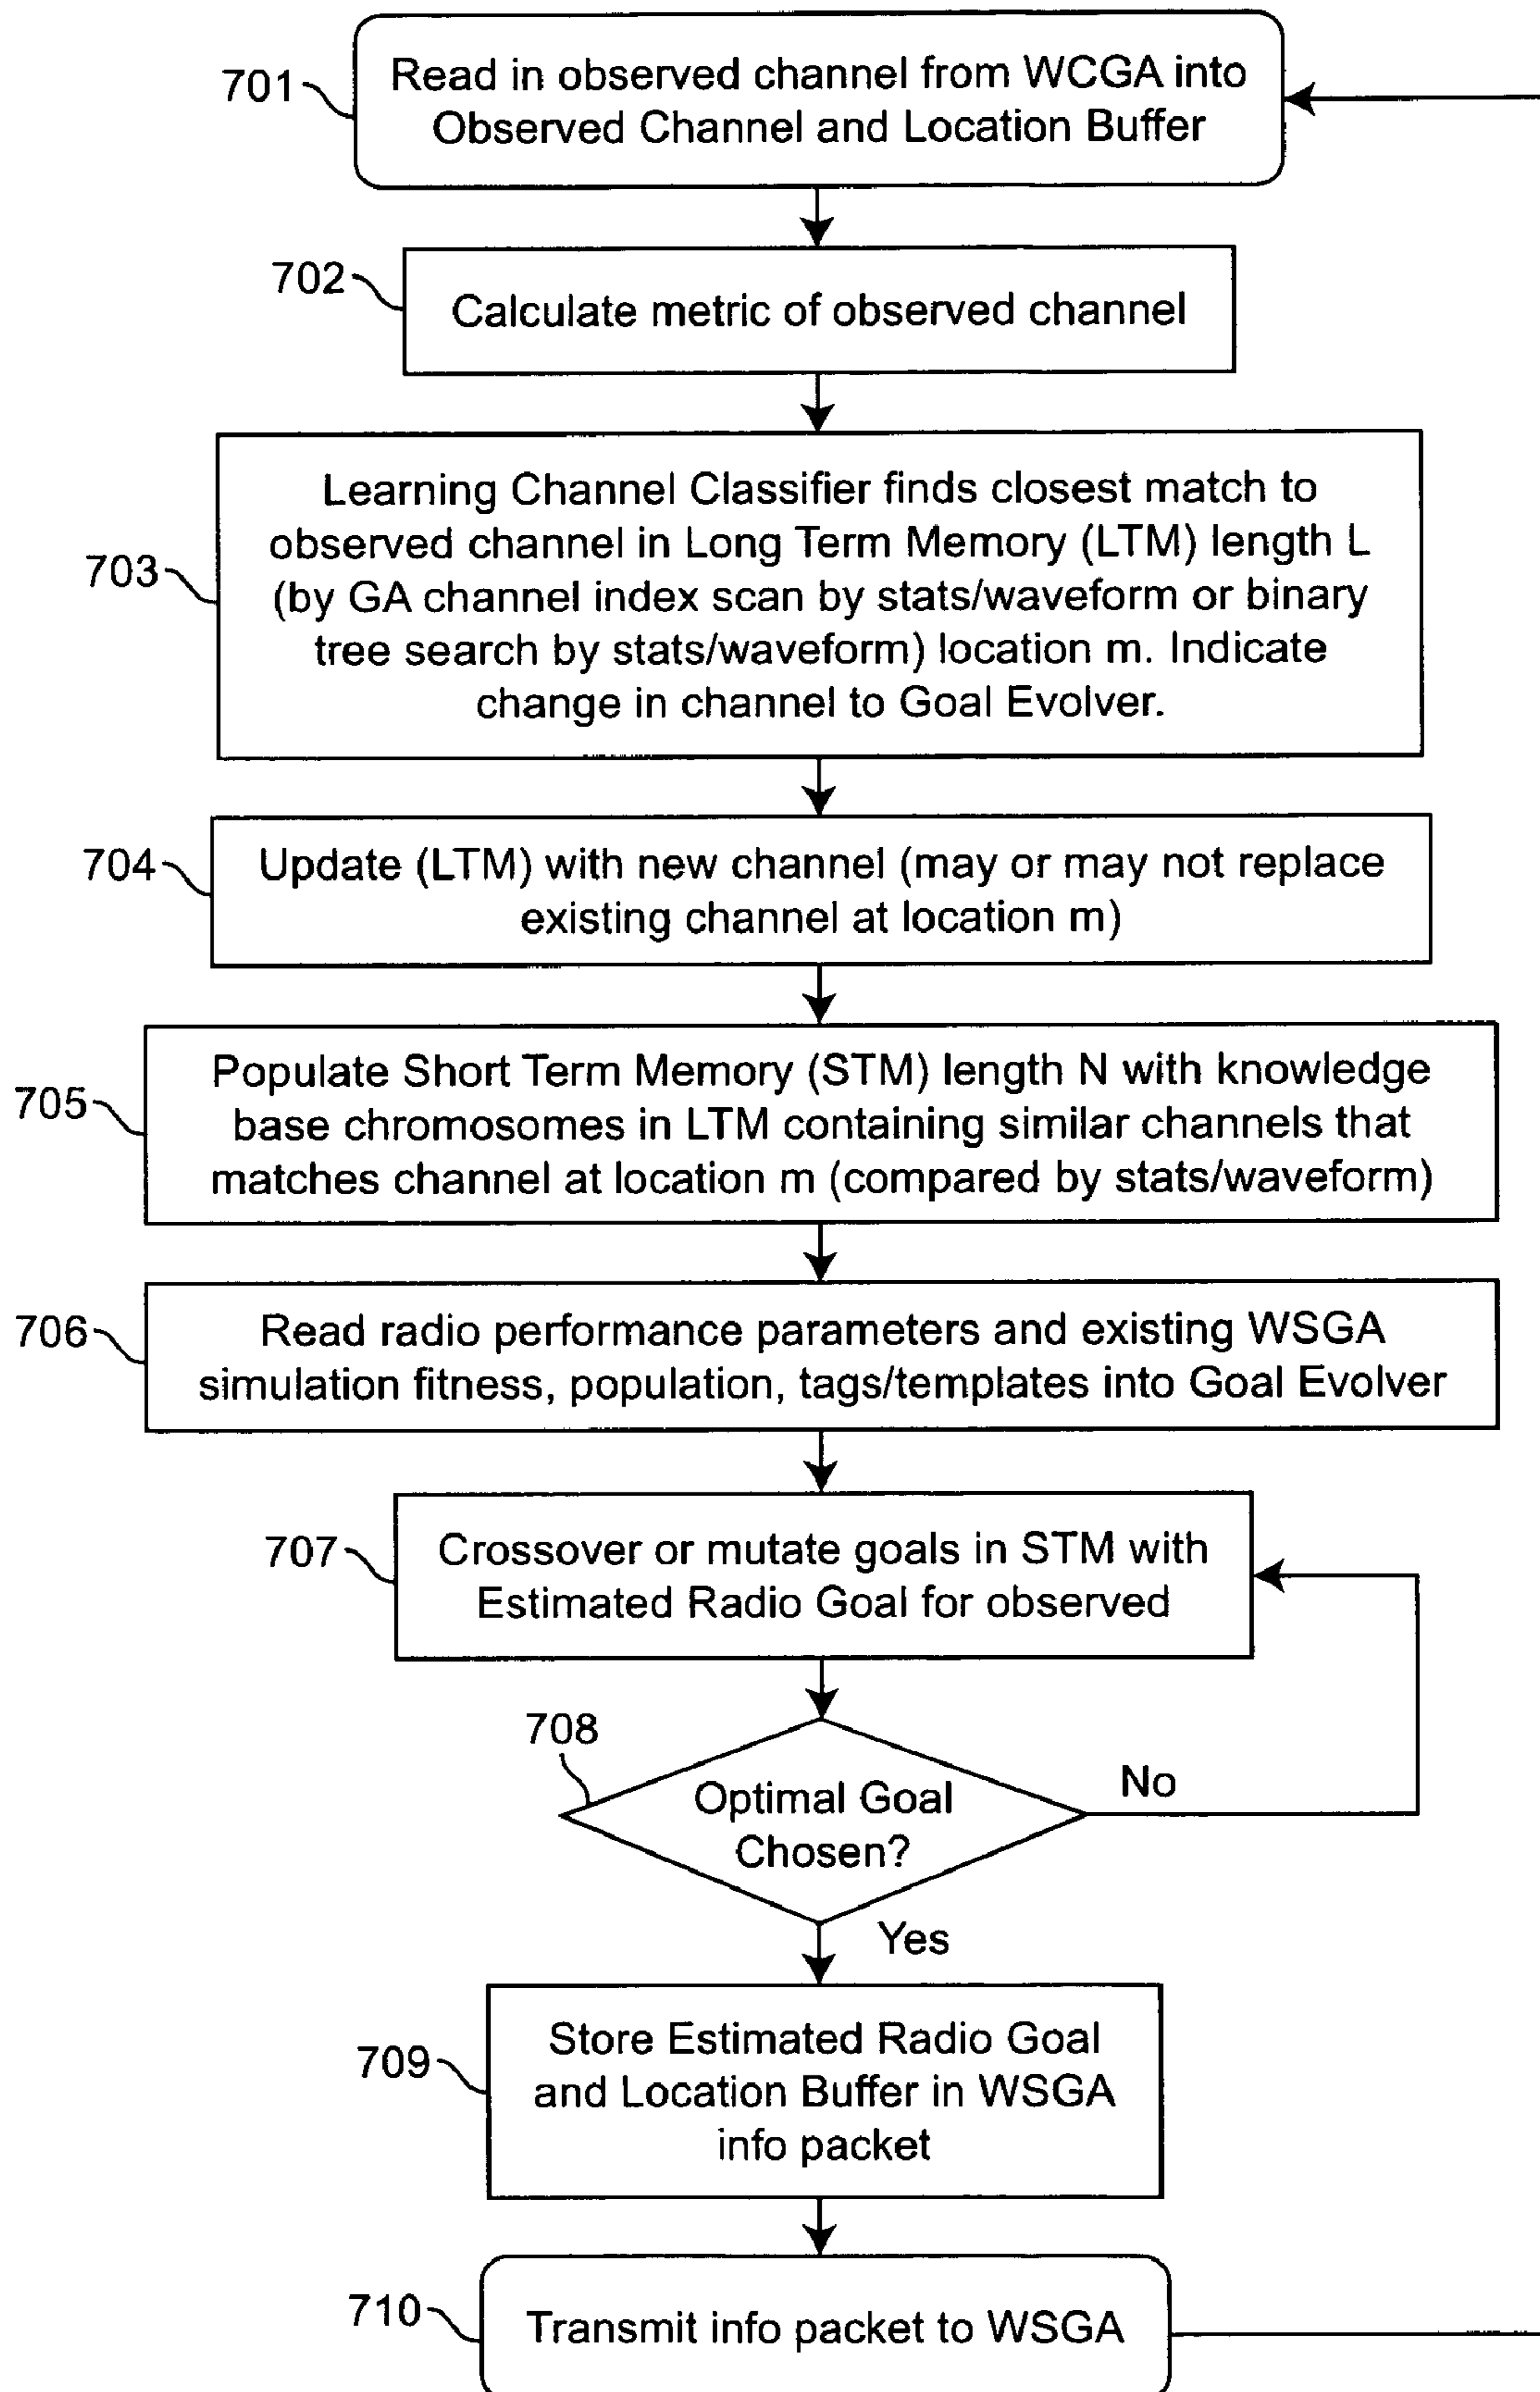 701
Read in observed channel from WCGA into
Observed Channel and Location Buffer
702
Calculate metric of observed channel
703
Learning Channel Classifier finds closest match to
observed channel in Long Term Memory (LTM) length L
(by GA channel index scan by stats/waveform or binary
tree search by stats/waveform) location m. Indicate
change in channel to Goal Evolver.
704
Update (LTM) with new channel (may or may not replace
existing channel at location m)
705
Populate Short Term Memory (STM) length N with knowledge
base chromosomes in LTM containing similar channels that
matches channel at location m (compared by stats/waveform)
706
Read radio performance parameters and existing WSGA
simulation fitness, population, tags/templates into Goal Evolver
707
Crossover or mutate goals in STM with
Estimated Radio Goal for observed
708
Optimal Goal
Chosen?
No
Yes
709
Store Estimated Radio Goal
and Location Buffer in WSGA
info packet
710
Transmit info packet to WSGA